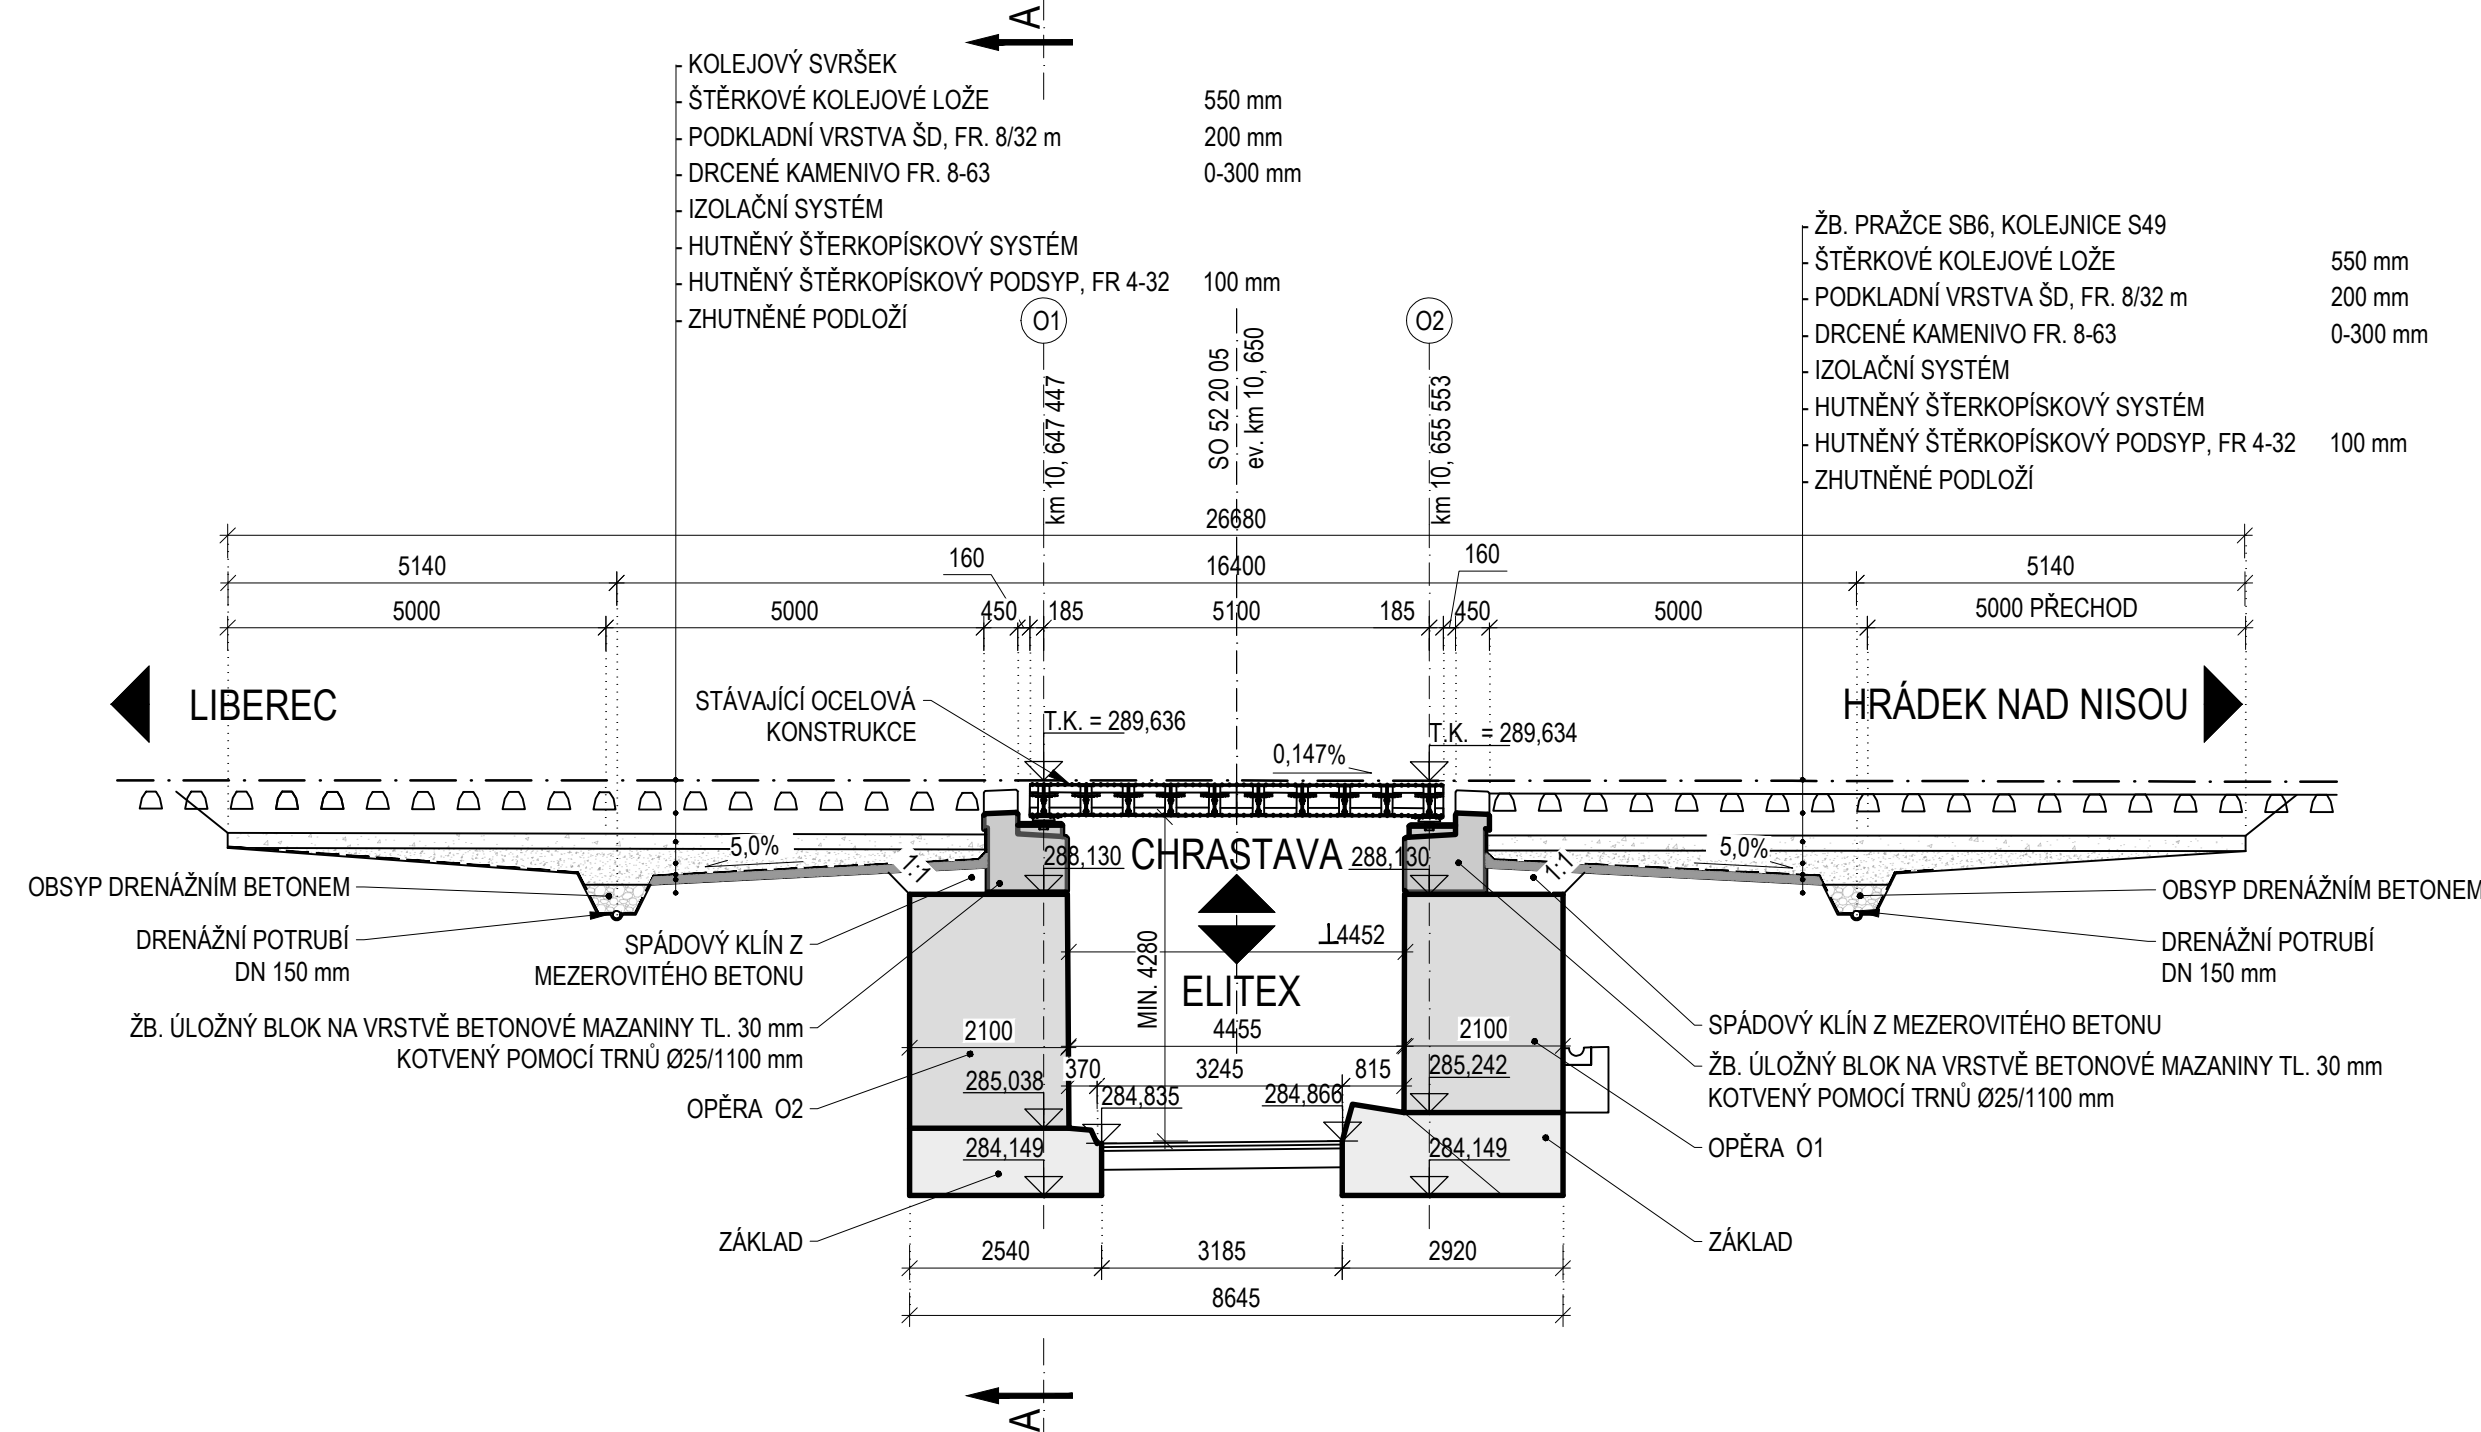 A
KOLEJOVÝ SVRŠEK
ŠTĚRKOVÉ KOLEJOVÉ LOŽE 550 mm
PODKLADNÍ VRSTVA ŠD, FR. 8/32 m 200 mm
DRCENÉ KAMENIVO FR. 8-63 0-300 mm
IZOLAČNÍ SYSTÉM
HUTNĚNÝ ŠŤERKOPÍSKOVÝ SYSTÉM
HUTNĚNÝ ŠTĚRKOPÍSKOVÝ PODSYP, FR 4-32 100 mm
ZHUTNĚNÉ PODLOŽÍ
ŽB. PRAŽCE SB6, KOLEJNICE S49
ŠTĚRKOVÉ KOLEJOVÉ LOŽE 550 mm
PODKLADNÍ VRSTVA ŠD, FR. 8/32 m 200 mm
DRCENÉ KAMENIVO FR. 8-63 0-300 mm
IZOLAČNÍ SYSTÉM
HUTNĚNÝ ŠŤERKOPÍSKOVÝ SYSTÉM
HUTNĚNÝ ŠTĚRKOPÍSKOVÝ PODSYP, FR 4-32 100 mm
ZHUTNĚNÉ PODLOŽÍ
O1
O2
km 10, 647 447
SO 52 20 05
ev. km 10, 650
km 10, 655 553
26680
5140 160 16400 160 5140
5000 5000 450 185 5100 185 450 5000 5000 PŘECHOD
LIBEREC
HRÁDEK NAD NISOU
STÁVAJÍCÍ OCELOVÁ
KONSTRUKCE
T.K. = 289,636
T.K. = 289,634
0,147%
5,0%
1:1
288,130
CHRASTAVA
288,130
1:1
5,0%
OBSYP DRENÁŽNÍM BETONEM
DRENÁŽNÍ POTRUBÍ
DN 150 mm
SPÁDOVÝ KLÍN Z
MEZEROVITÉHO BETONU
ŽB. ÚLOŽNÝ BLOK NA VRSTVĚ BETONOVÉ MAZANINY TL. 30 mm
KOTVENÝ POMOCÍ TRNŮ Ø25/1100 mm
OPĚRA O2
ZÁKLAD
MIN. 4280
⊥4452
ELITEX
2100 4455 2100
370 3245 815
285,038
285,242
284,835
284,866
284,149
284,149
OBSYP DRENÁŽNÍM BETONEM
DRENÁŽNÍ POTRUBÍ
DN 150 mm
SPÁDOVÝ KLÍN Z MEZEROVITÉHO BETONU
ŽB. ÚLOŽNÝ BLOK NA VRSTVĚ BETONOVÉ MAZANINY TL. 30 mm
KOTVENÝ POMOCÍ TRNŮ Ø25/1100 mm
OPĚRA O1
ZÁKLAD
2540 3185 2920
8645
A